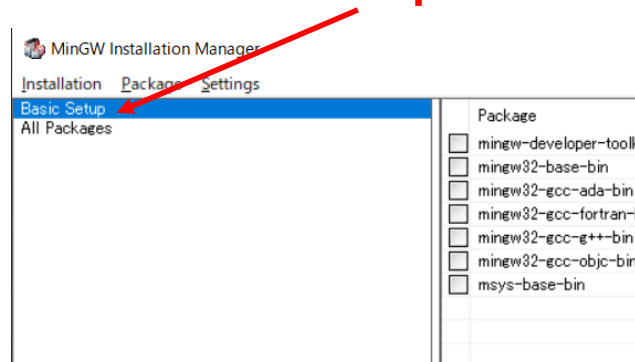 MinGW Installation Manager
Installation Package Settings
Basic Setup
All Packages
Package
mingw-developer-toolk
mingw32-base-bin
mingw32-gcc-ada-bin
mingw32-gcc-fortran-
mingw32-gcc-g++-bin
mingw32-gcc-objc-bin
msys-base-bin